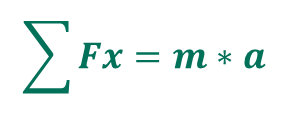 ∑ Fx = m * a